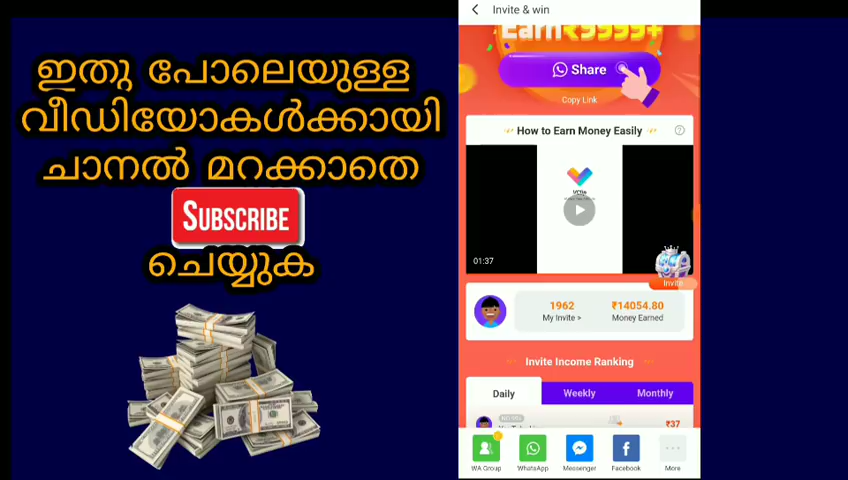 ഇതു പോലെയുള്ള
വീഡിയോകൾക്കായി
ചാനൽ മറക്കാതെ
SUBSCRIBE
ചെയ്യുക
Invite & win
Earn ₹9999+
Share
Copy Link
How to Earn Money Easily
01:37
Invite
1962
My Invite >
₹14054.80
Money Earned
Invite Income Ranking
Daily
Weekly
Monthly
₹37
WA Group
WhatsApp
Messenger
Facebook
More